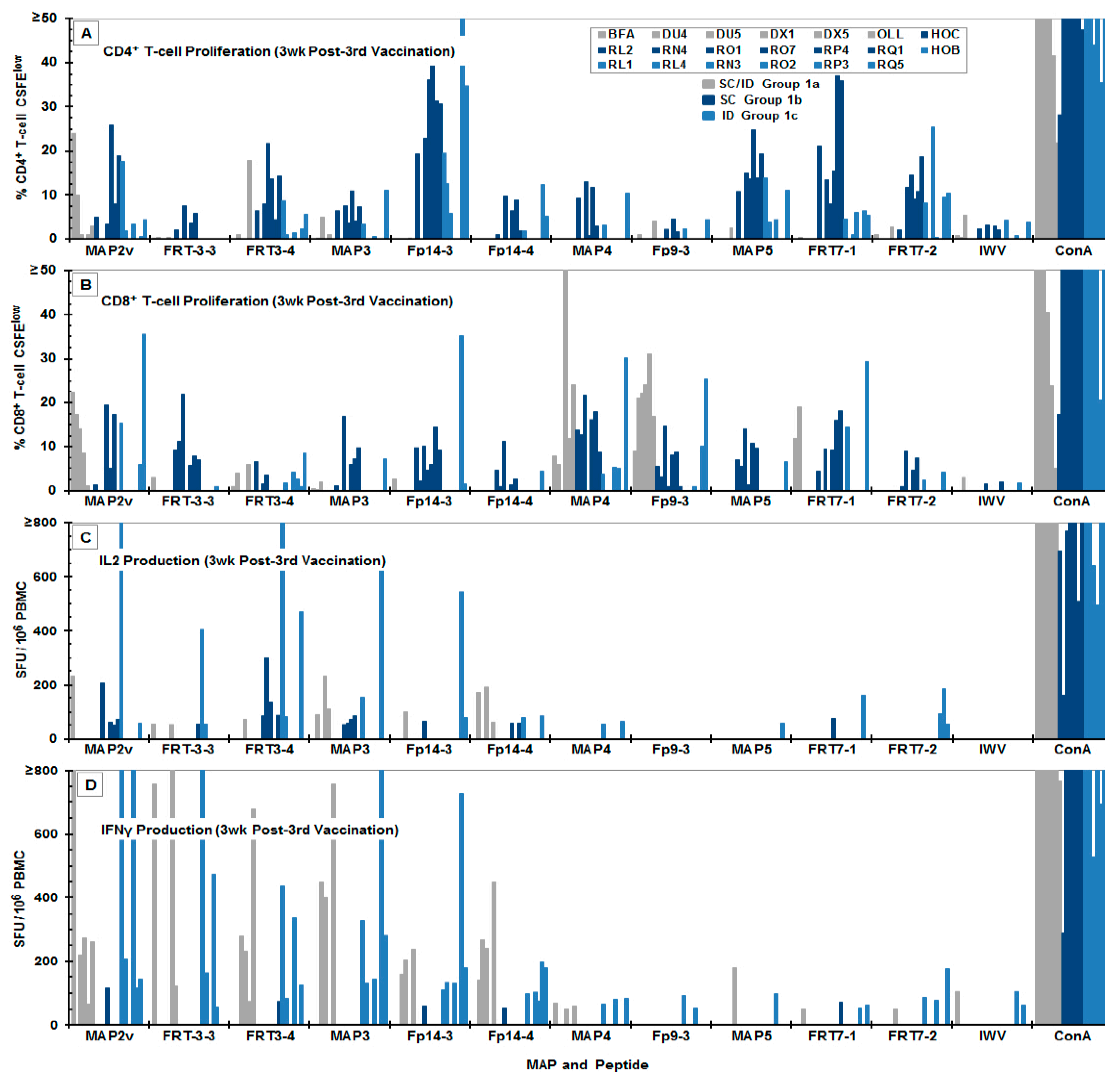 ≥50
A
CD4⁺ T-cell Proliferation (3wk Post-3rd Vaccination)
BFA DU4 DU5 DX1 DX5 OLL HOC
RL2 RN4 RO1 RO7 RP4 RQ1 HOB
RL1 RL4 RN3 RO2 RP3 RQ5
SC/ID Group 1a
SC Group 1b
ID Group 1c
% CD4⁺ T-cell CSFE^low
40
30
20
10
0
MAP2v FRT-3-3 FRT3-4 MAP3 Fp14-3 Fp14-4 MAP4 Fp9-3 MAP5 FRT7-1 FRT7-2 IWV ConA
≥50
B
CD8⁺ T-cell Proliferation (3wk Post-3rd Vaccination)
% CD8⁺ T-cell CSFE^low
40
30
20
10
0
MAP2v FRT-3-3 FRT3-4 MAP3 Fp14-3 Fp14-4 MAP4 Fp9-3 MAP5 FRT7-1 FRT7-2 IWV ConA
≥800
C
IL2 Production (3wk Post-3rd Vaccination)
SFU/10⁶ PBMC
600
400
200
0
MAP2v FRT-3-3 FRT3-4 MAP3 Fp14-3 Fp14-4 MAP4 Fp9-3 MAP5 FRT7-1 FRT7-2 IWV ConA
≥800
D
IFNγ Production (3wk Post-3rd Vaccination)
SFU/10⁶ PBMC
600
400
200
0
MAP2v FRT-3-3 FRT3-4 MAP3 Fp14-3 Fp14-4 MAP4 Fp9-3 MAP5 FRT7-1 FRT7-2 IWV ConA
MAP and Peptide